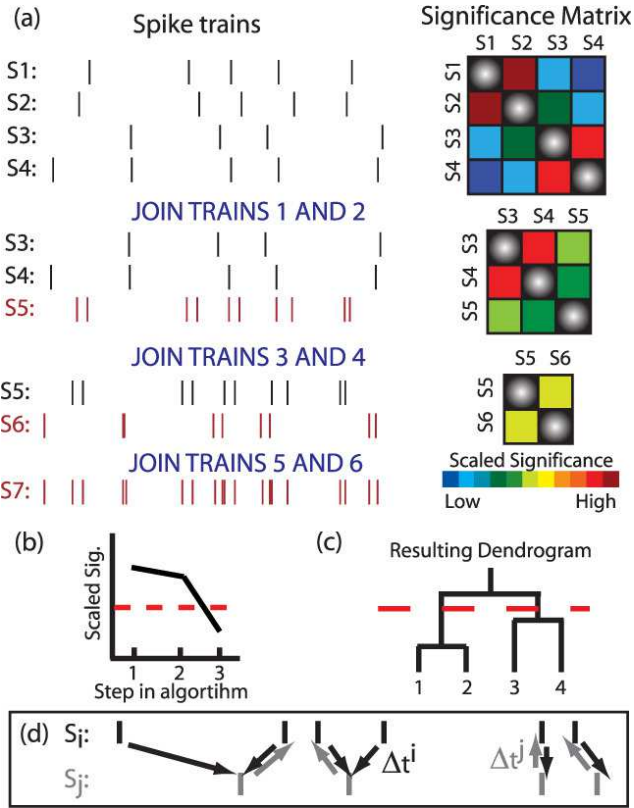 (a) Spike trains Significance Matrix
S1 S2 S3 S4
S1:
S2:
S3:
S4:
S1
S2
S3
S4
JOIN TRAINS 1 AND 2
S3:
S4:
S5:
S3 S4 S5
S3
S4
S5
JOIN TRAINS 3 AND 4
S5:
S6:
S5 S6
S5
S6
JOIN TRAINS 5 AND 6
S7:
Scaled Significance
Low High
(b)
Scaled Sig.
1 2 3
Step in algortihm
(c)
Resulting Dendrogram
1 2 3 4
(d) Si:
Sj:
Δt^i
Δt^j